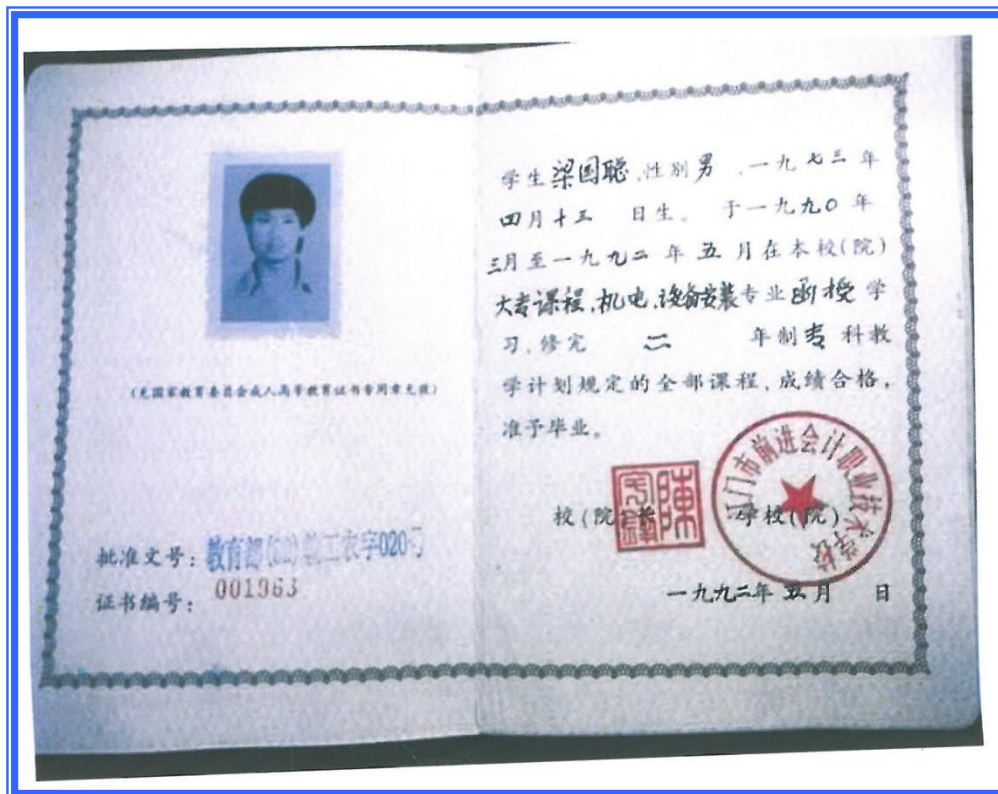 (无国家教育委员会成人高等教育证书专用章无效)
批准文号:教育部(82)教工农字020号
证书编号:001963
学生梁国聪,性别男,一九七三年
四月十三 日生。于一九九〇年
三月至一九九二年五月在本校(院)
大专课程,机电,设备安装专业函授学
习,修完 二 年制专科教
学计划规定的全部课程,成绩合格,
准予毕业。
校(院)长 学校(院)
江门市前进会计职业技术学校
一九九二年五月 日